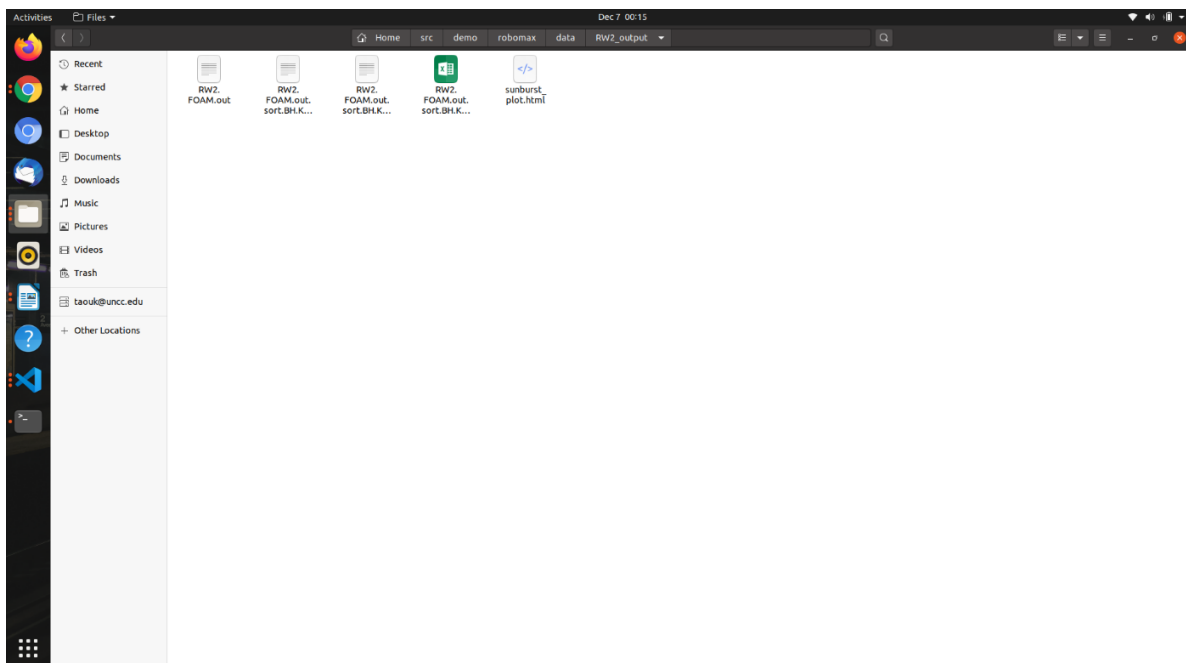 Activities Files Dec 7 00:15
Home src demo robomax data RW2_output
Recent
Starred
Home
Desktop
Documents
Downloads
Music
Pictures
Videos
Trash
taouk@uncc.edu
+ Other Locations
RW2.
FOAM.out
RW2.
FOAM.out.
sort.BH.K...
RW2.
FOAM.out.
sort.BH.K...
RW2.
FOAM.out.
sort.BH.K...
sunburst_
plot.html